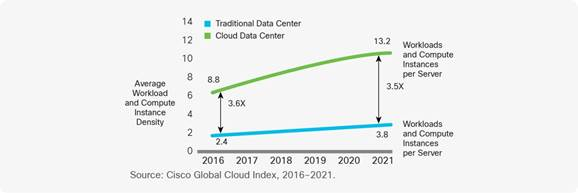 14
12
10
8
6
4
2
0
Traditional Data Center
Cloud Data Center
Average
Workload
and Compute
Instance
Density
8.8
3.6X
2.4
13.2
3.5X
3.8
Workloads
and Compute
Instances
per Server
Workloads
and Compute
Instances
per Server
2016 2017 2018 2019 2020 2021
Source: Cisco Global Cloud Index, 2016–2021.